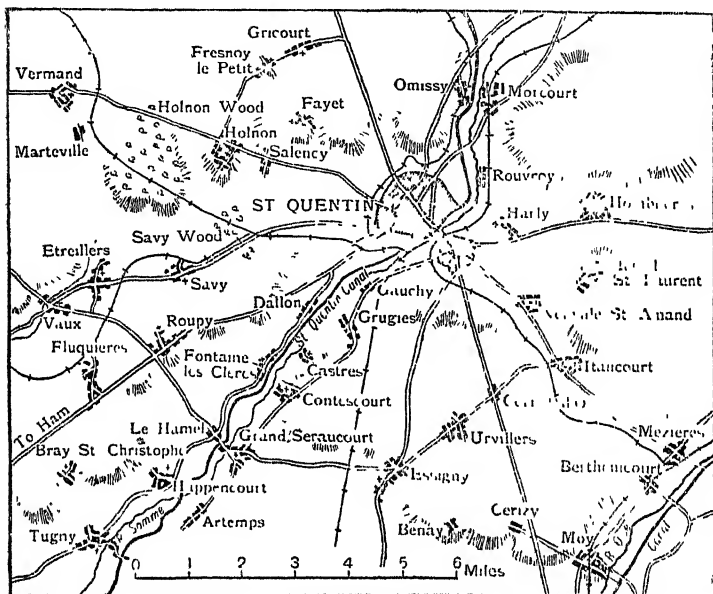 Gricourt
Fresnoy
le Petit
Vermand
Omissy
Morcourt
Holnon Wood
Fayet
Holnon
Marteville
Salency
Rouvroy
ST QUENTIN
Harly
Savy Wood
Etreillers
Savy
Dallon
St Quentin Canal
Gauchy
Vaux
Roupy
Grugies
Fluquieres
Fontaine
les Clercs
Castres
Itancourt
Contescourt
To Ham
Le Hamel
Grand Seraucourt
Urvillers
Mezieres
Bray St Christophe
Essigny
Happencourt
Artemps
Benay
Cerizy
Moy
Tugny
Somme
Canal
0 1 2 3 4 5 6
Miles